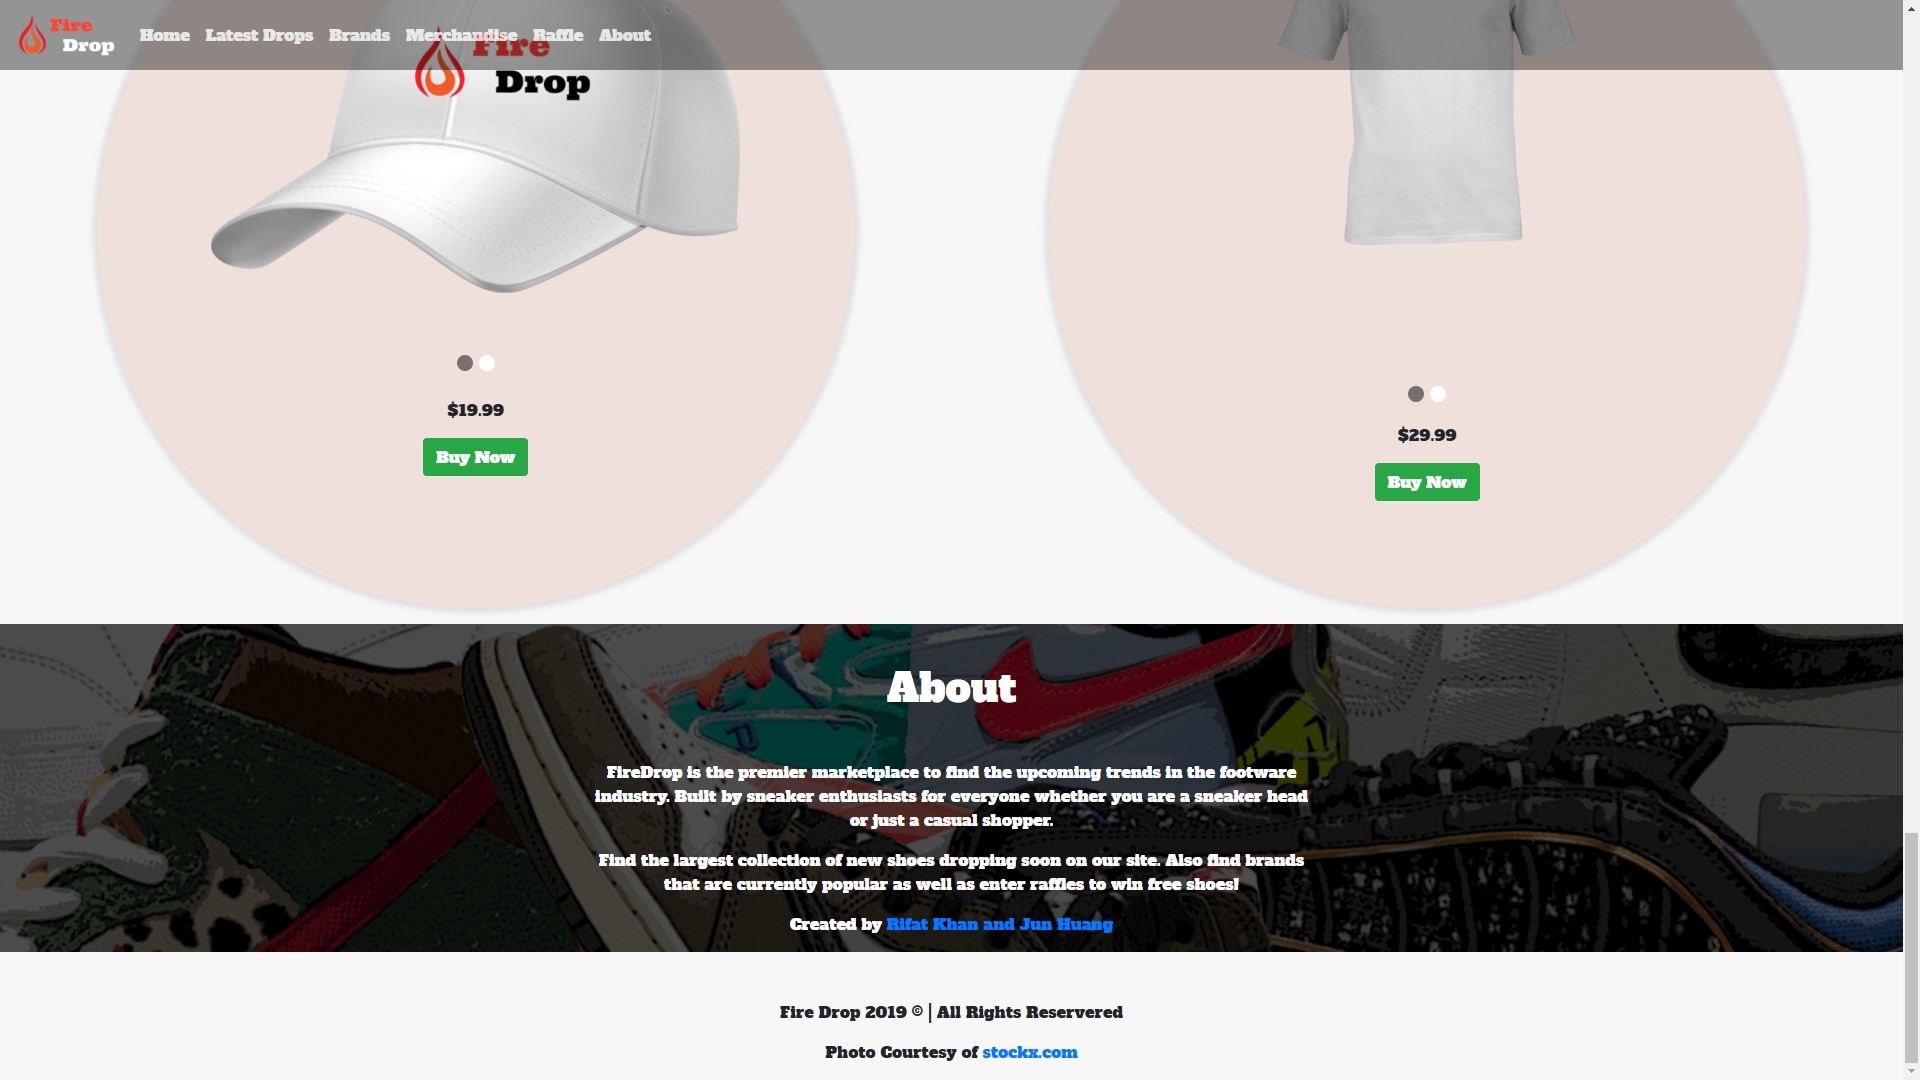 Fire
Drop
Home Latest Drops Brands Merchandise Raffle About
Fire
Drop
$19.99
Buy Now
$29.99
Buy Now
About
FireDrop is the premier marketplace to find the upcoming trends in the footware
industry. Built by sneaker enthusiasts for everyone whether you are a sneaker head
or just a casual shopper.
Find the largest collection of new shoes dropping soon on our site. Also find brands
that are currently popular as well as enter raffles to win free shoes!
Created by Rifat Khan and Jun Huang
Fire Drop 2019 © | All Rights Reservered
Photo Courtesy of stockx.com